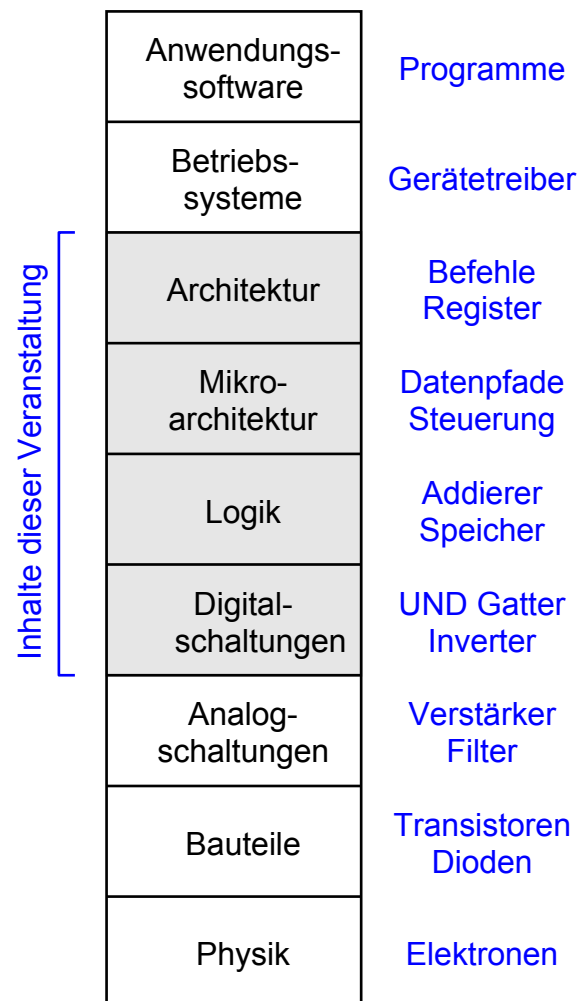 Anwendungs-
software
Programme
Betriebs-
systeme
Gerätetreiber
Inhalte dieser Veranstaltung
Architektur
Befehle
Register
Mikro-
architektur
Datenpfade
Steuerung
Logik
Addierer
Speicher
Digital-
schaltungen
UND Gatter
Inverter
Analog-
schaltungen
Verstärker
Filter
Bauteile
Transistoren
Dioden
Physik
Elektronen